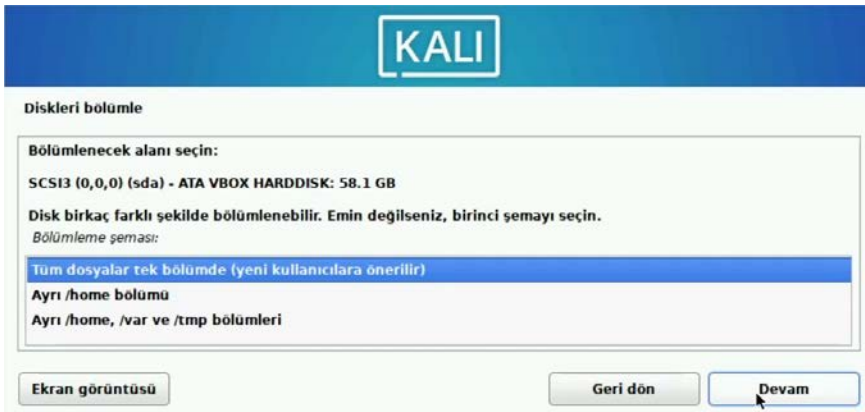 KALI
Diskleri bölümle
Bölümlenecek alanı seçin:
SCSI3 (0,0,0) (sda) - ATA VBOX HARDDISK: 58.1 GB
Disk birkaç farklı şekilde bölümlenebilir. Emin değilseniz, birinci şemayı seçin.
Bölümleme şeması:
Tüm dosyalar tek bölümde (yeni kullanıcılara önerilir)
Ayrı /home bölümü
Ayrı /home, /var ve /tmp bölümleri
Ekran görüntüsü
Geri dön
Devam